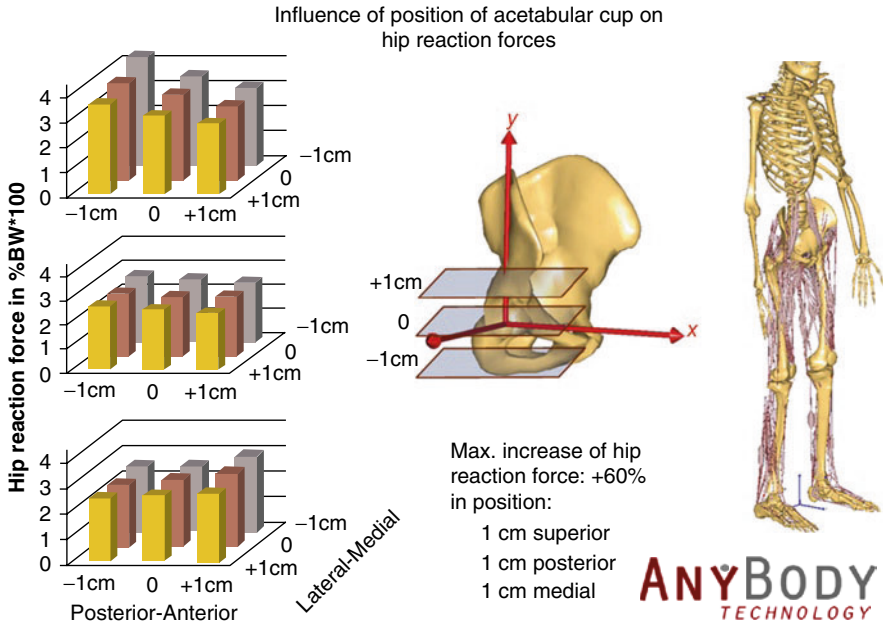 Influence of position of acetabular cup on
hip reaction forces
Hip reaction force in %BW*100
4
3
2
1
0
−1cm
0
+1cm
−1cm
0
+1cm
4
3
2
1
0
−1cm
0
+1cm
−1cm
0
+1cm
4
3
2
1
0
−1cm
0
+1cm
−1cm
0
+1cm
Posterior-Anterior
Lateral-Medial
y
x
+1cm
0
−1cm
Max. increase of hip
reaction force: +60%
in position:
1 cm superior
1 cm posterior
1 cm medial
ANYBODY
TECHNOLOGY